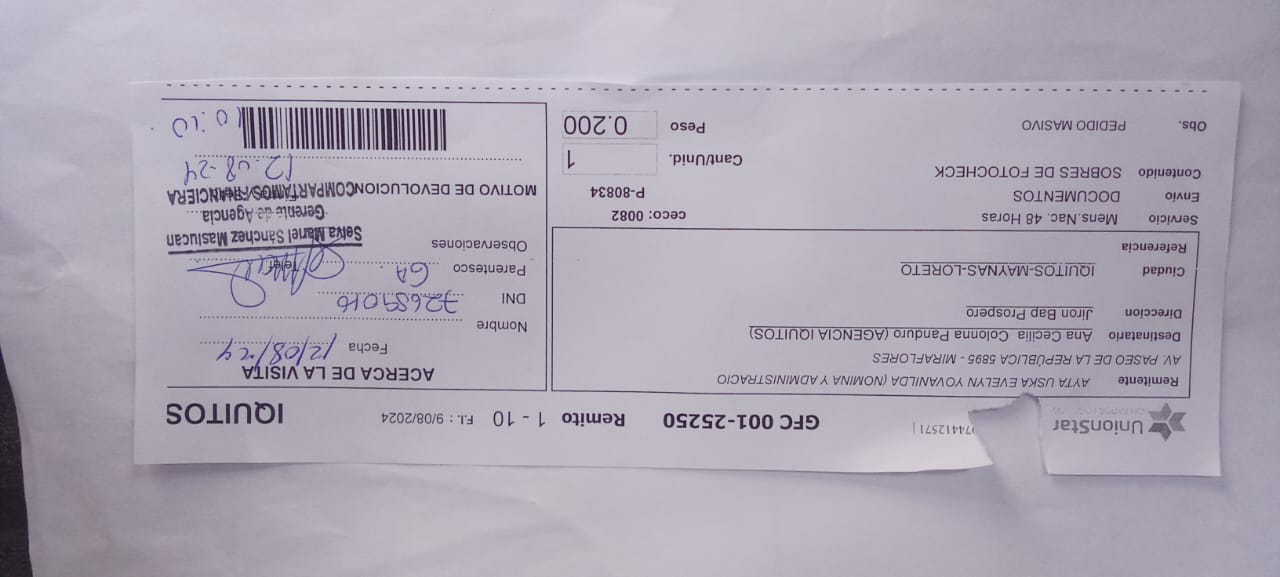 UnionStar
974412571 |
GFC 001-25250 Remito 1 - 10 F.I. : 9/08/2024 IQUITOS
Remitente AYTA USKA EVELYN YOVANILDA (NOMINA Y ADMINISTRACIO
AV. PASEO DE LA REPÚBLICA 5895 - MIRAFLORES
Destinatario Ana Cecilia Colonna Panduro (AGENCIA IQUITOS)
Direccion Jiron Bap Prospero
Ciudad IQUITOS-MAYNAS-LORETO
Referencia
Servicio Mens.Nac. 48 Horas ceco: 0082
Envio DOCUMENTOS P-80834
Contenido SOBRES DE FOTOCHECK Cant/Unid. 1
Obs. PEDIDO MASIVO Peso 0.200
ACERCA DE LA VISITA
Fecha 12/08/24
Nombre
DNI 72659010
Parentesco GA Telef.
Observaciones
Selva Mariel Sánchez Maslucan
Gerente de Agencia
MOTIVO DE DEVOLUCION COMPARTAMOS FINANCIERA
12.08.24
10:10